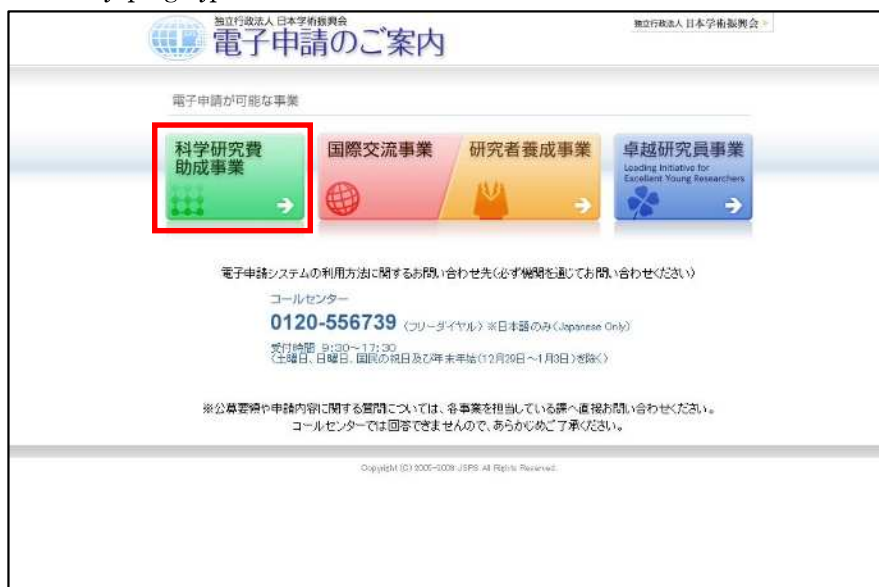 独立行政法人 日本学術振興会
電子申請のご案内
独立行政法人 日本学術振興会
電子申請が可能な事業
科学研究費
助成事業
国際交流事業
研究者養成事業
卓越研究員事業
Leading Initiative for
Excellent Young Researchers
電子申請システムの利用方法に関するお問い合わせ先(必ず機関を通じてお問い合わせください)
コールセンター
0120-556739 (フリーダイヤル) ※日本語のみ(Japanese Only)
受付時間 9:30~17:30
(土曜日、日曜日、国民の祝日及び年末年始(12月29日~1月3日)を除く)
※公募要領や申請内容に関する質問については、各事業を担当している課へ直接お問い合わせください。
コールセンターでは回答できませんので、あらかじめご了承ください。
Copyright (C) 2005-2009 JSPS All Rights Reserved.